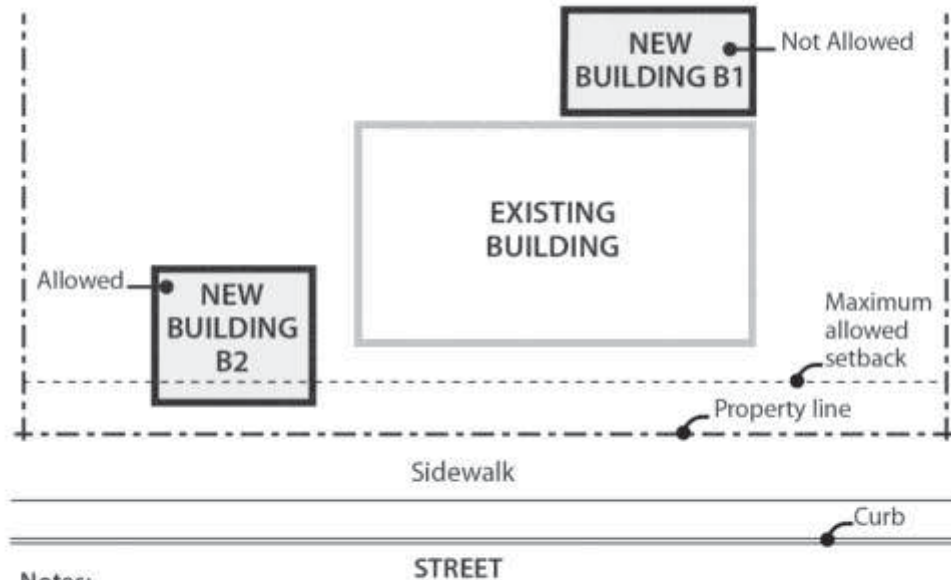 NEW
BUILDING B1
Not Allowed
EXISTING
BUILDING
Allowed
NEW
BUILDING
B2
Maximum
allowed
setback
Property line
Sidewalk
Curb
STREET
Notes: